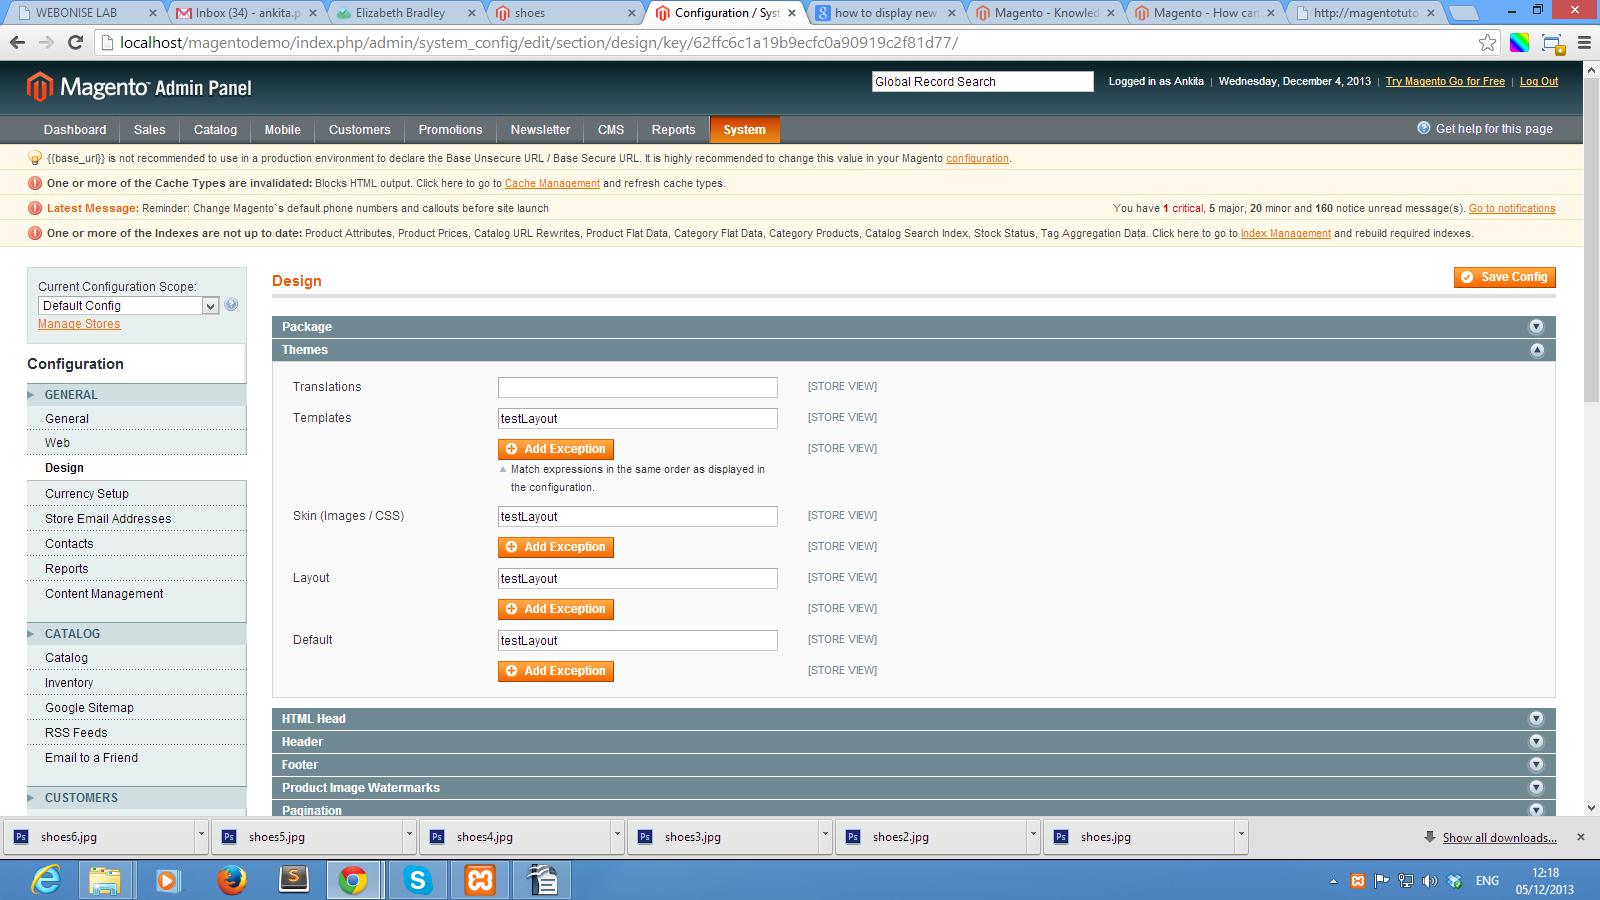 WEBONISE LAB
Inbox (34) - ankita.p
Elizabeth Bradley
shoes
Configuration / Syst
how to display new
Magento - Knowled
Magento - How can
http://magentotuto
localhost/magentodemo/index.php/admin/system_config/edit/section/design/key/62ffc6c1a19b9ecfc0a90919c2f81d77/
Magento™ Admin Panel
Global Record Search
Logged in as Ankita | Wednesday, December 4, 2013 | Try Magento Go for Free | Log Out
Dashboard Sales Catalog Mobile Customers Promotions Newsletter CMS Reports System
Get help for this page
{{base_url}} is not recommended to use in a production environment to declare the Base Unsecure URL / Base Secure URL. It is highly recommended to change this value in your Magento configuration.
One or more of the Cache Types are invalidated: Blocks HTML output. Click here to go to Cache Management and refresh cache types.
Latest Message: Reminder: Change Magento`s default phone numbers and callouts before site launch
You have 1 critical, 5 major, 20 minor and 160 notice unread message(s). Go to notifications
One or more of the Indexes are not up to date: Product Attributes, Product Prices, Catalog URL Rewrites, Product Flat Data, Category Flat Data, Category Products, Catalog Search Index, Stock Status, Tag Aggregation Data. Click here to go to Index Management and rebuild required indexes.
Current Configuration Scope:
Default Config
Manage Stores
Configuration
GENERAL
General
Web
Design
Currency Setup
Store Email Addresses
Contacts
Reports
Content Management
CATALOG
Catalog
Inventory
Google Sitemap
RSS Feeds
Email to a Friend
CUSTOMERS
Design
Save Config
Package
Themes
Translations [STORE VIEW]
Templates testLayout [STORE VIEW]
Add Exception [STORE VIEW]
Match expressions in the same order as displayed in
the configuration.
Skin (Images / CSS) testLayout [STORE VIEW]
Add Exception [STORE VIEW]
Layout testLayout [STORE VIEW]
Add Exception [STORE VIEW]
Default testLayout [STORE VIEW]
Add Exception [STORE VIEW]
HTML Head
Header
Footer
Product Image Watermarks
Pagination
Ps shoes6.jpg
Ps shoes5.jpg
Ps shoes4.jpg
Ps shoes3.jpg
Ps shoes2.jpg
Ps shoes.jpg
Show all downloads...
ENG
12:18
05/12/2013